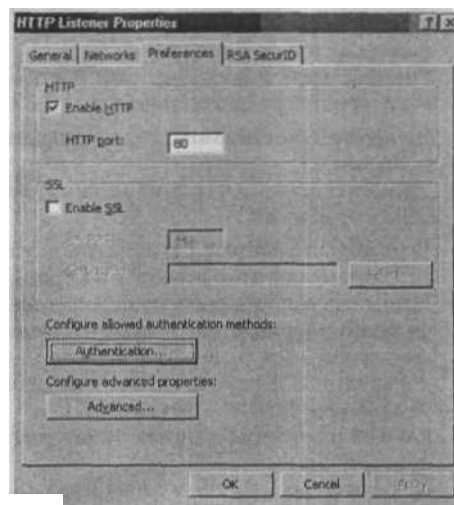 HTTP Listener Properties
General Networks Preferences RSA SecurID
HTTP
Enable HTTP
HTTP port: 80
SSL
Enable SSL
Configure allowed authentication methods:
Authentication...
Configure advanced properties:
Advanced...
OK Cancel Apply